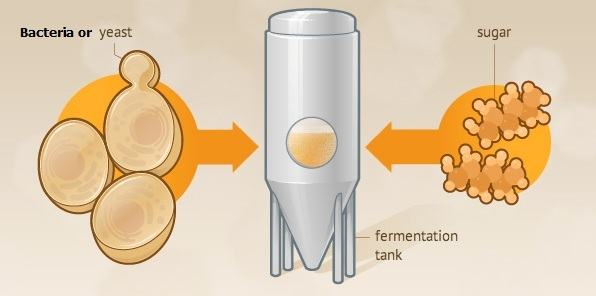 Bacteria or yeast
sugar
fermentation
tank